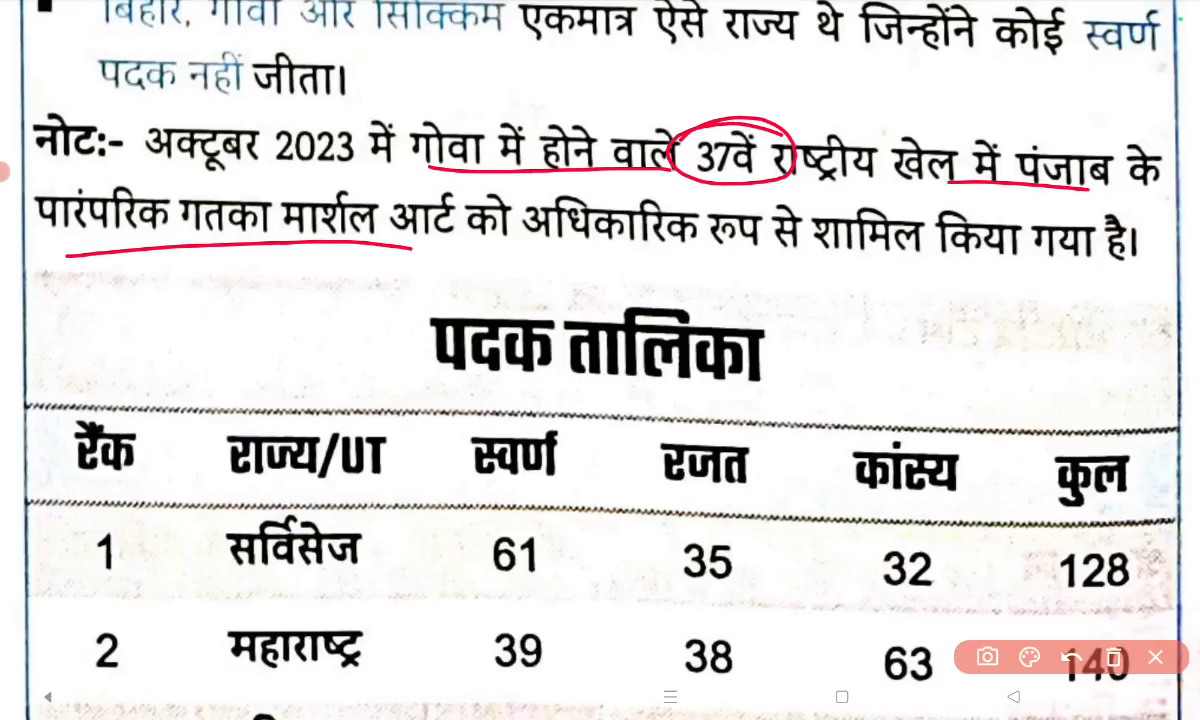 बिहार, गोवा और सिक्किम एकमात्र ऐसे राज्य थे जिन्होंने कोई स्वर्ण
पदक नहीं जीता।
नोटः- अक्टूबर 2023 में गोवा में होने वाले 37वें राष्ट्रीय खेल में पंजाब के
पारंपरिक गतका मार्शल आर्ट को अधिकारिक रूप से शामिल किया गया है।
पदक तालिका
रैंक राज्य/UT स्वर्ण रजत कांस्य कुल
1 सर्विसेज 61 35 32 128
2 महाराष्ट्र 39 38 63 140